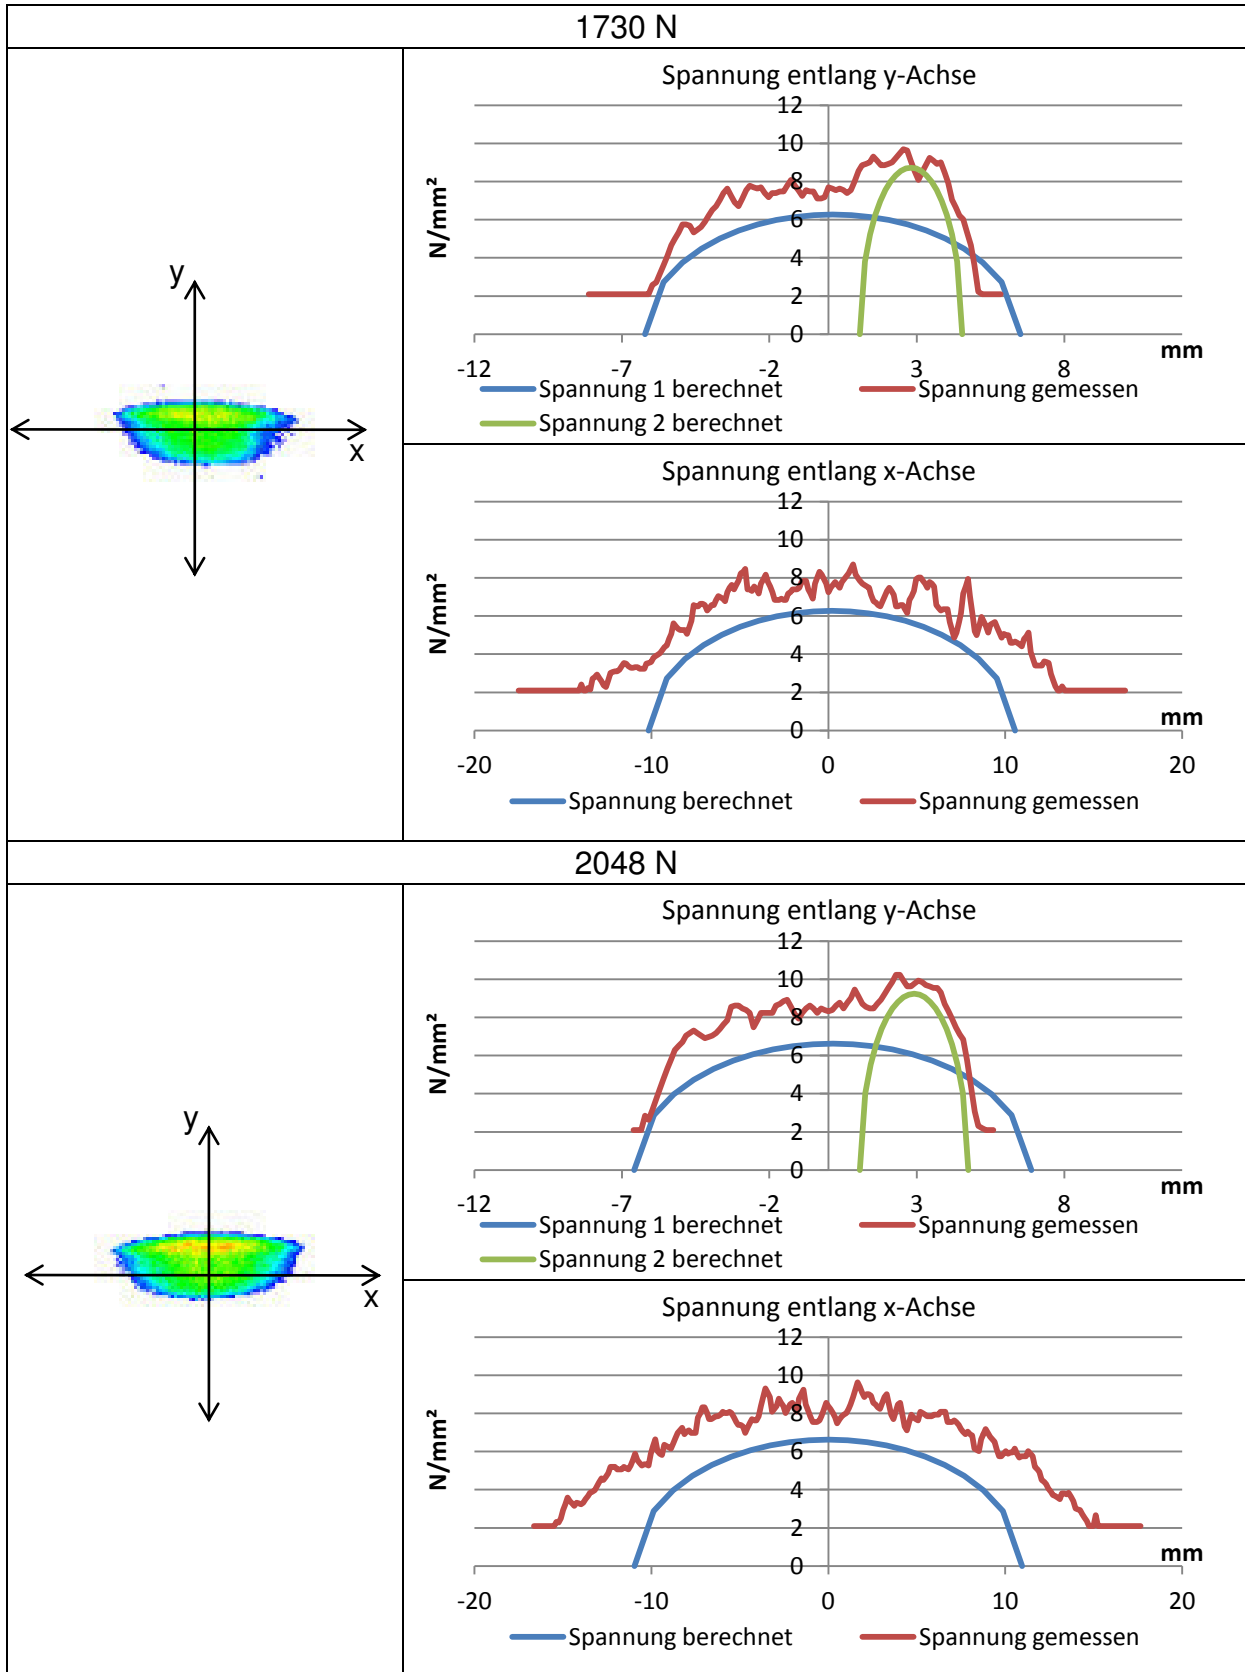 1730 N
y
x
Spannung entlang y-Achse
12
10
8
6
4
2
0
N/mm²
-12 -7 -2 3 8
mm
Spannung 1 berechnet Spannung gemessen
Spannung 2 berechnet
Spannung entlang x-Achse
12
10
8
6
4
2
0
N/mm²
mm
-20 -10 0 10 20
Spannung berechnet Spannung gemessen
2048 N
y
x
Spannung entlang y-Achse
12
10
8
6
4
2
0
N/mm²
mm
-12 -7 -2 3 8
Spannung 1 berechnet Spannung gemessen
Spannung 2 berechnet
Spannung entlang x-Achse
12
10
8
6
4
2
0
N/mm²
mm
-20 -10 0 10 20
Spannung berechnet Spannung gemessen